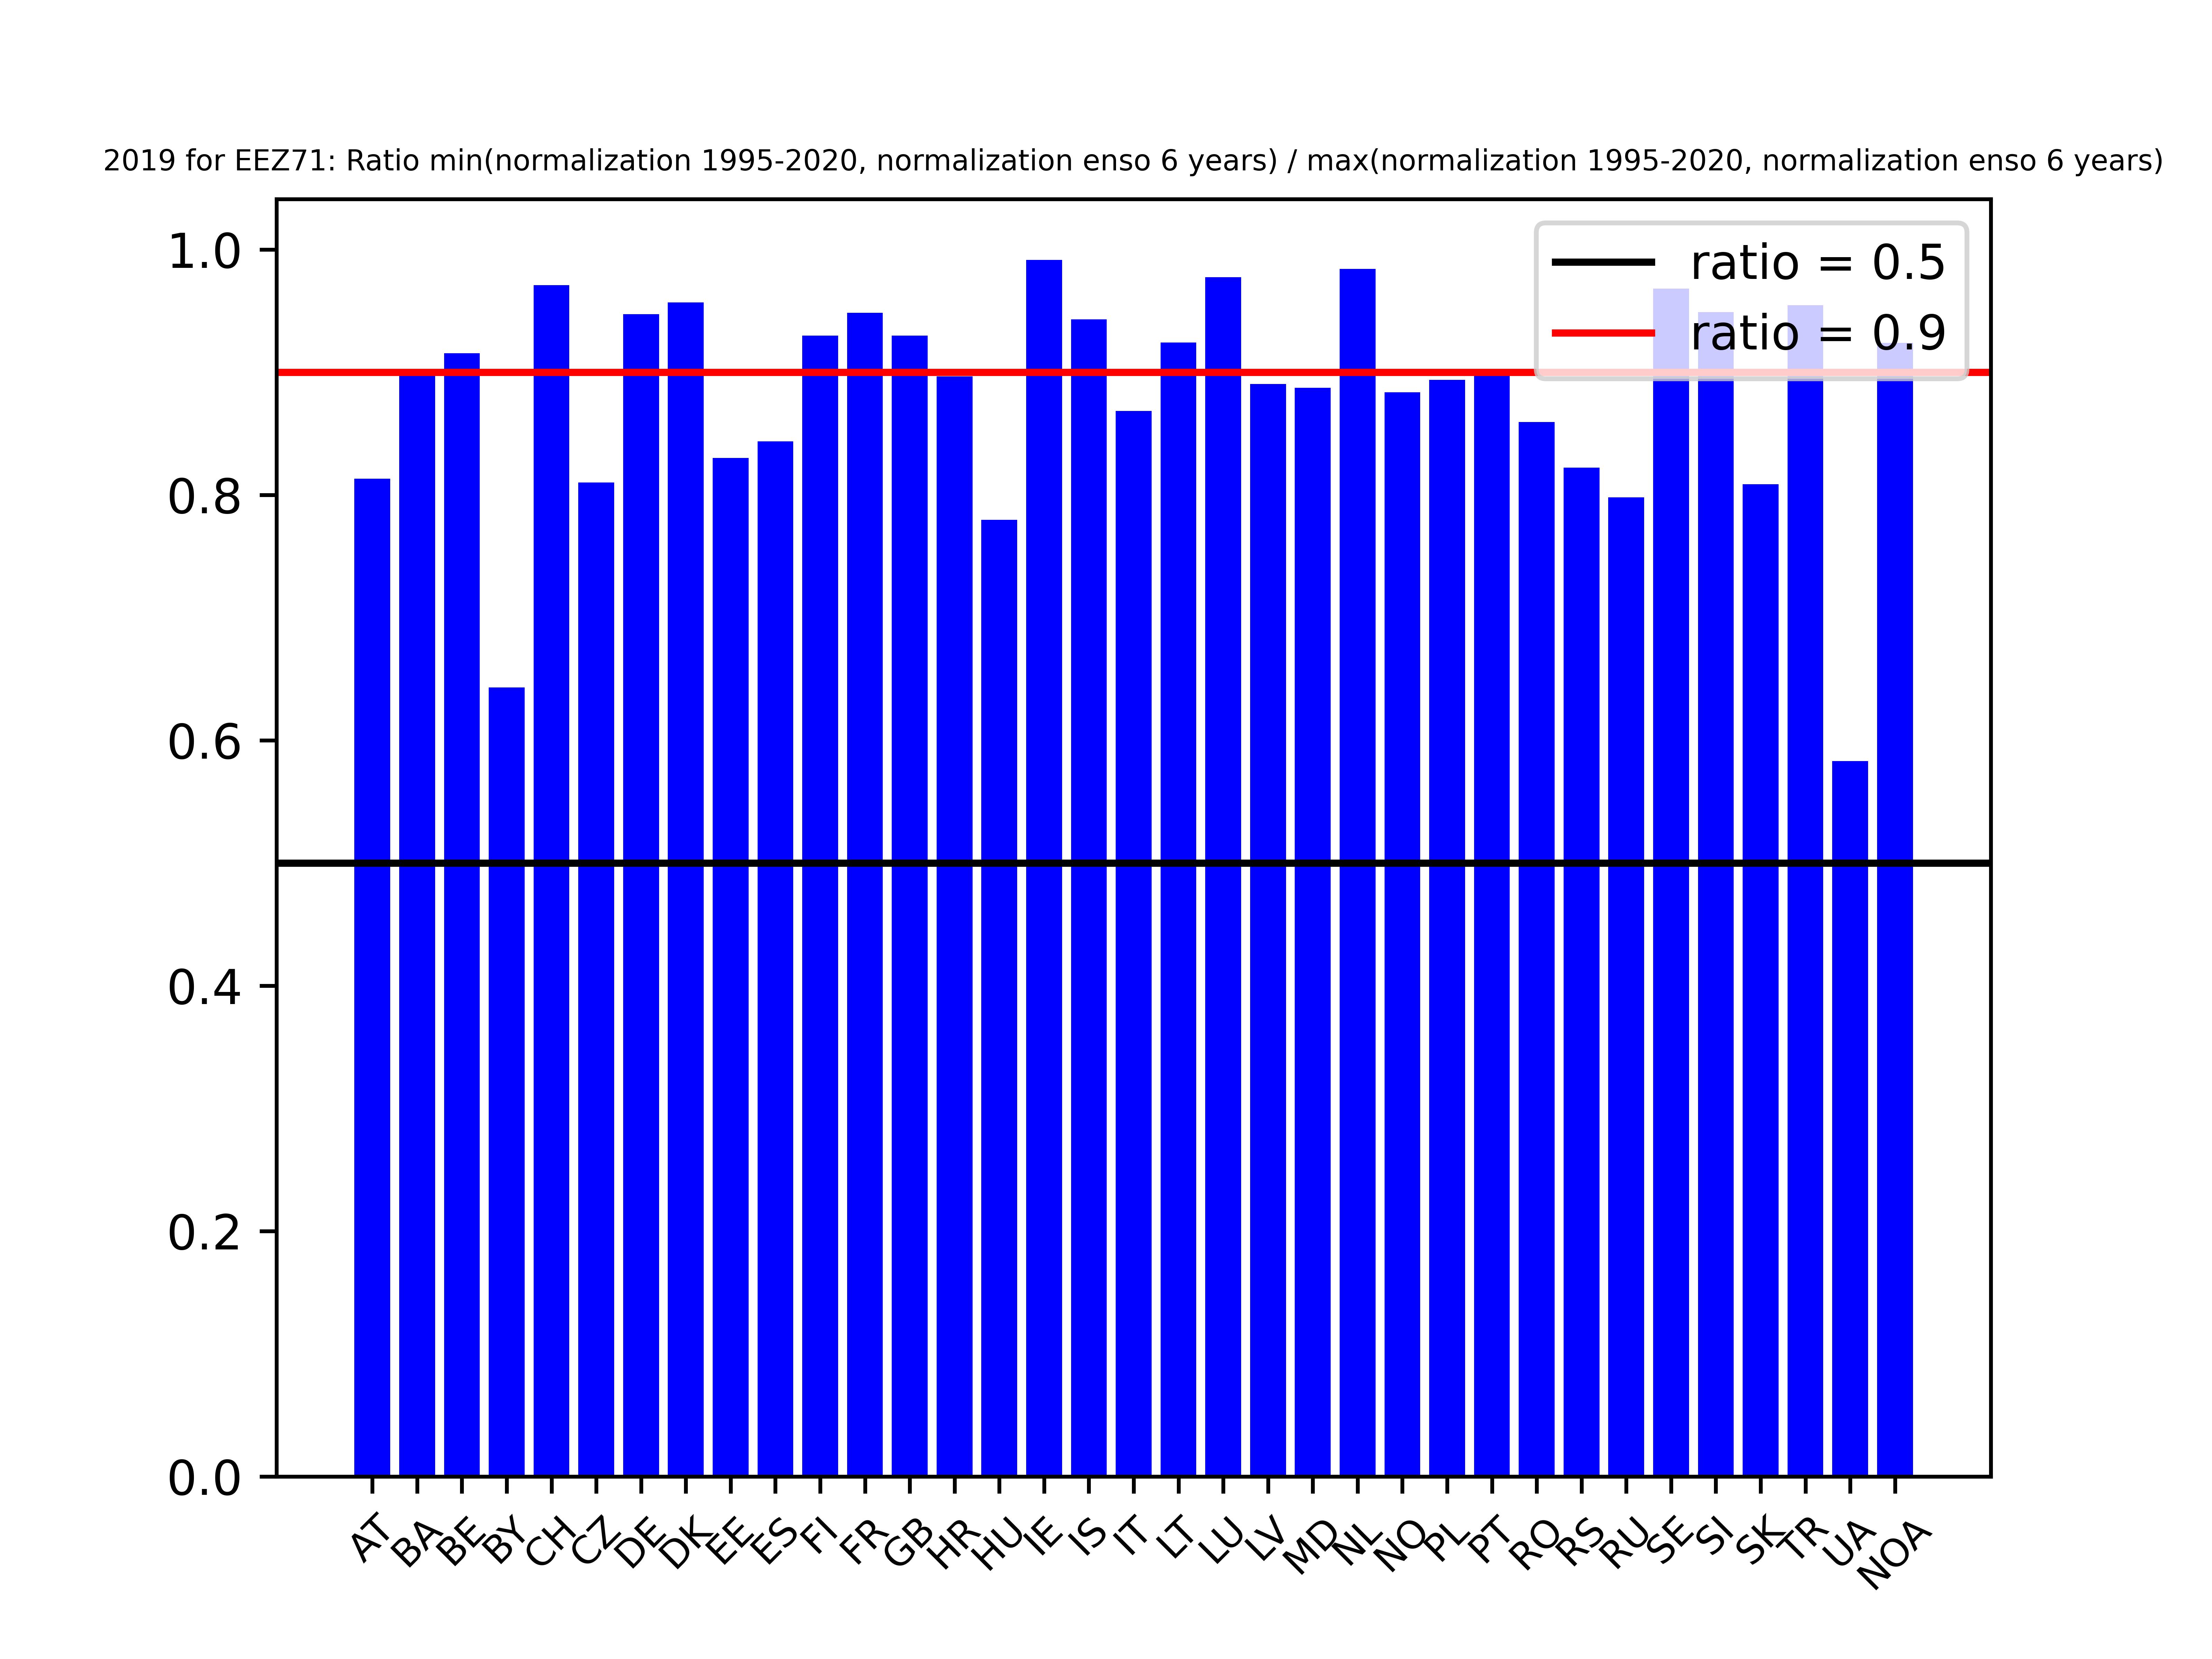 2019 for EEZ71: Ratio min(normalization 1995-2020, normalization enso 6 years) / max(normalization 1995-2020, normalization enso 6 years)
ratio = 0.5
ratio = 0.9
1.0
0.8
0.6
0.4
0.2
0.0
AT BA BE BY CH CZ DE DK EE ES FI FR GB HR HU IE IS IT LT LU LV MD NL NO PL PT RO RS RU SE SI SK TR UA NOA